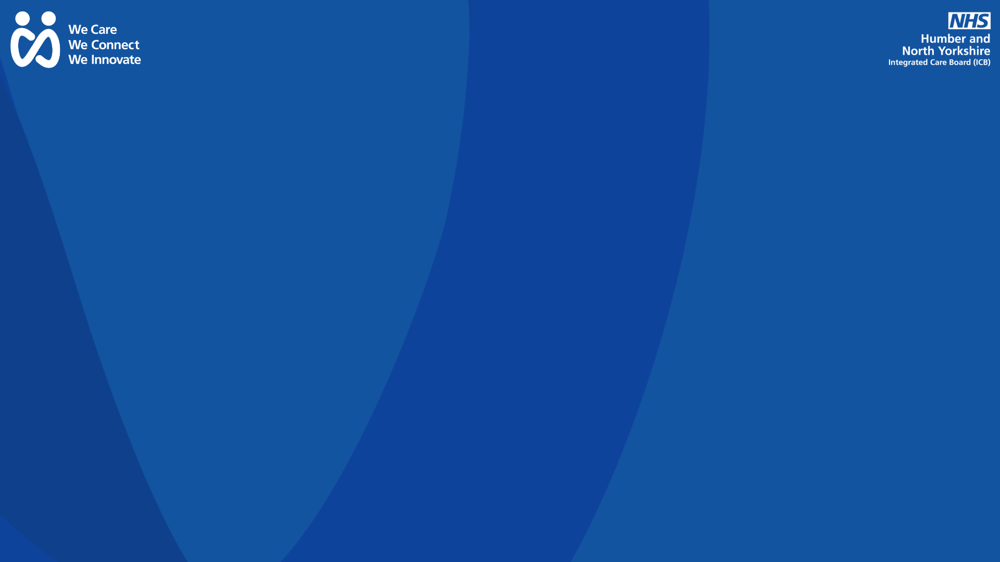 We Care
We Connect
We Innovate
NHS
Humber and
North Yorkshire
Integrated Care Board (ICB)